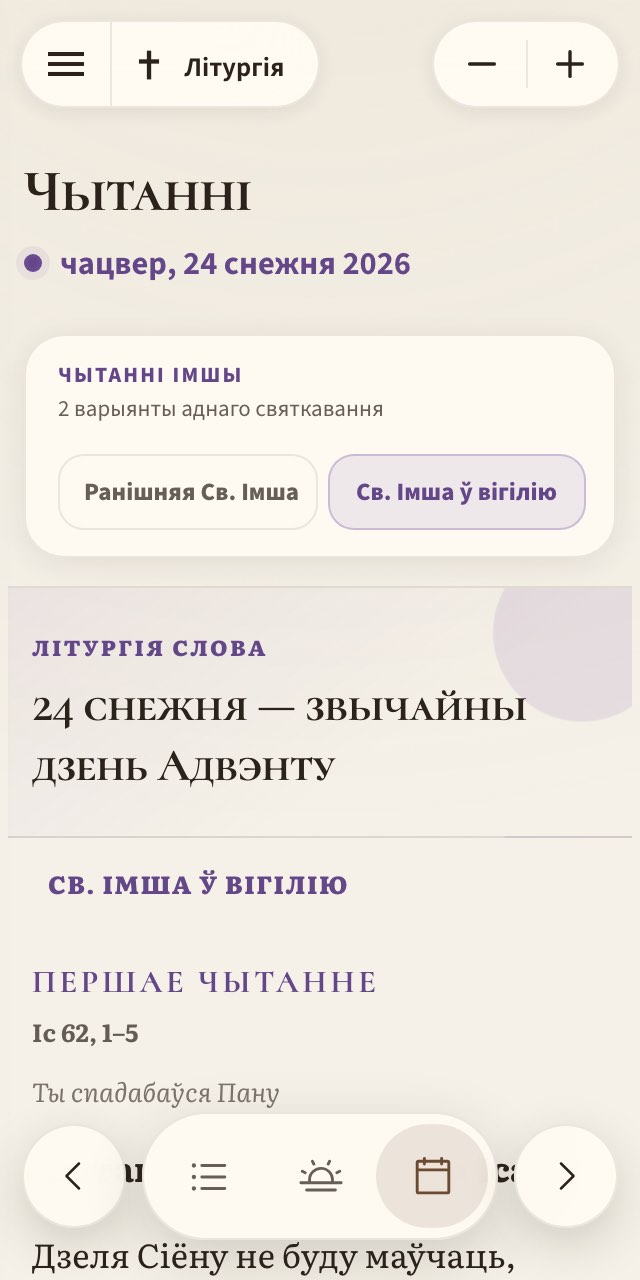 Літургія
Чытанні
чацвер, 24 снежня 2026
ЧЫТАННІ ІМШЫ
2 варыянты аднаго святкавання
Ранішняя Св. Імша
Св. Імша ў вігілію
ЛІТУРГІЯ СЛОВА
24 снежня — звычайны
дзень Адвэнту
СВ. ІМША Ў ВІГІЛІЮ
ПЕРШАЕ ЧЫТАННЕ
Іс 62, 1–5
Ты спадабаўся Пану
Дзеля Сіёну не буду маўчаць,